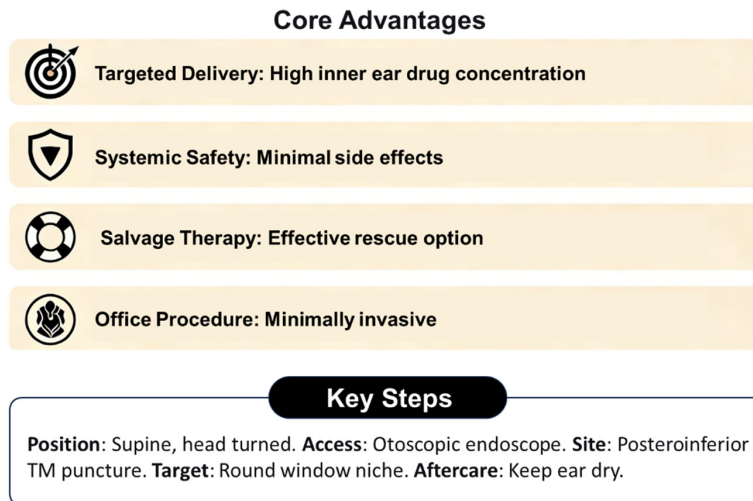 Core Advantages
Targeted Delivery: High inner ear drug concentration
Systemic Safety: Minimal side effects
Salvage Therapy: Effective rescue option
Office Procedure: Minimally invasive
Key Steps
Position: Supine, head turned. Access: Otoscopic endoscope. Site: Posteroinferior
TM puncture. Target: Round window niche. Aftercare: Keep ear dry.